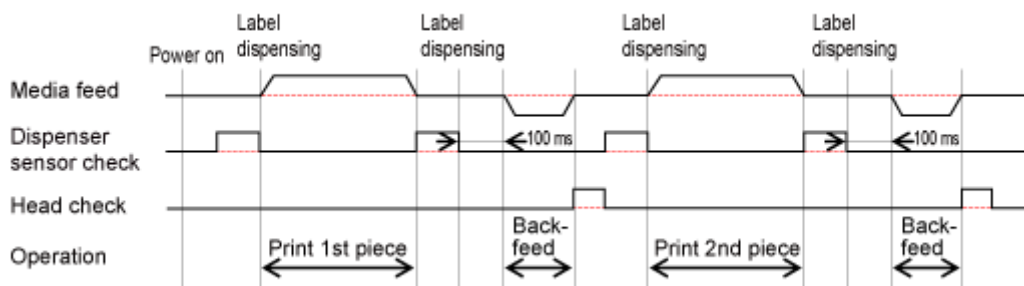 Label
dispensing
Label
dispensing
Label
dispensing
Label
dispensing
Power on
Media feed
Dispenser
sensor check
100 ms
100 ms
Head check
Operation
Print 1st piece
Back-
feed
Print 2nd piece
Back-
feed